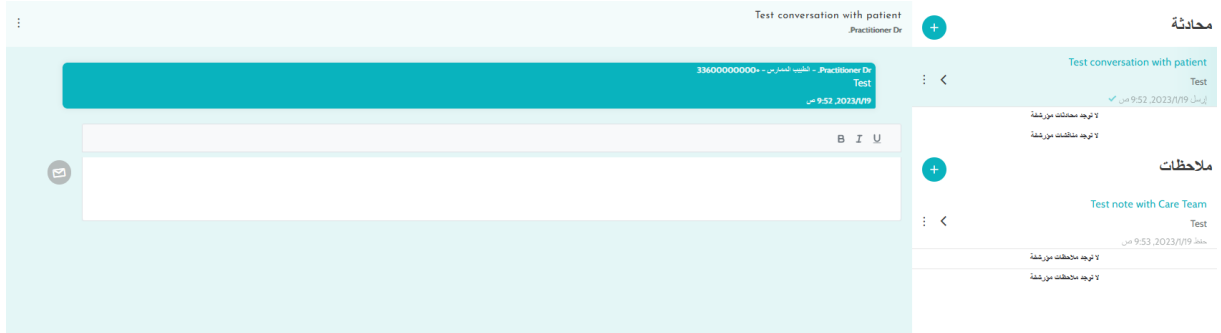 محادثة
Test conversation with patient
Test
إرسل 2023/1/19, 9:52 ص
لا توجد محادثات مؤرشفة
لا توجد مناقشات مؤرشفة
ملاحظات
Test note with Care Team
Test
حفظ 2023/1/19, 9:53 ص
لا توجد ملاحظات مؤرشفة
لا توجد ملاحظات مؤرشفة
Test conversation with patient
Practitioner Dr.
Practitioner Dr. - الطبيب الممارس - +33600000000
Test
2023/1/19, 9:52 ص
B I U